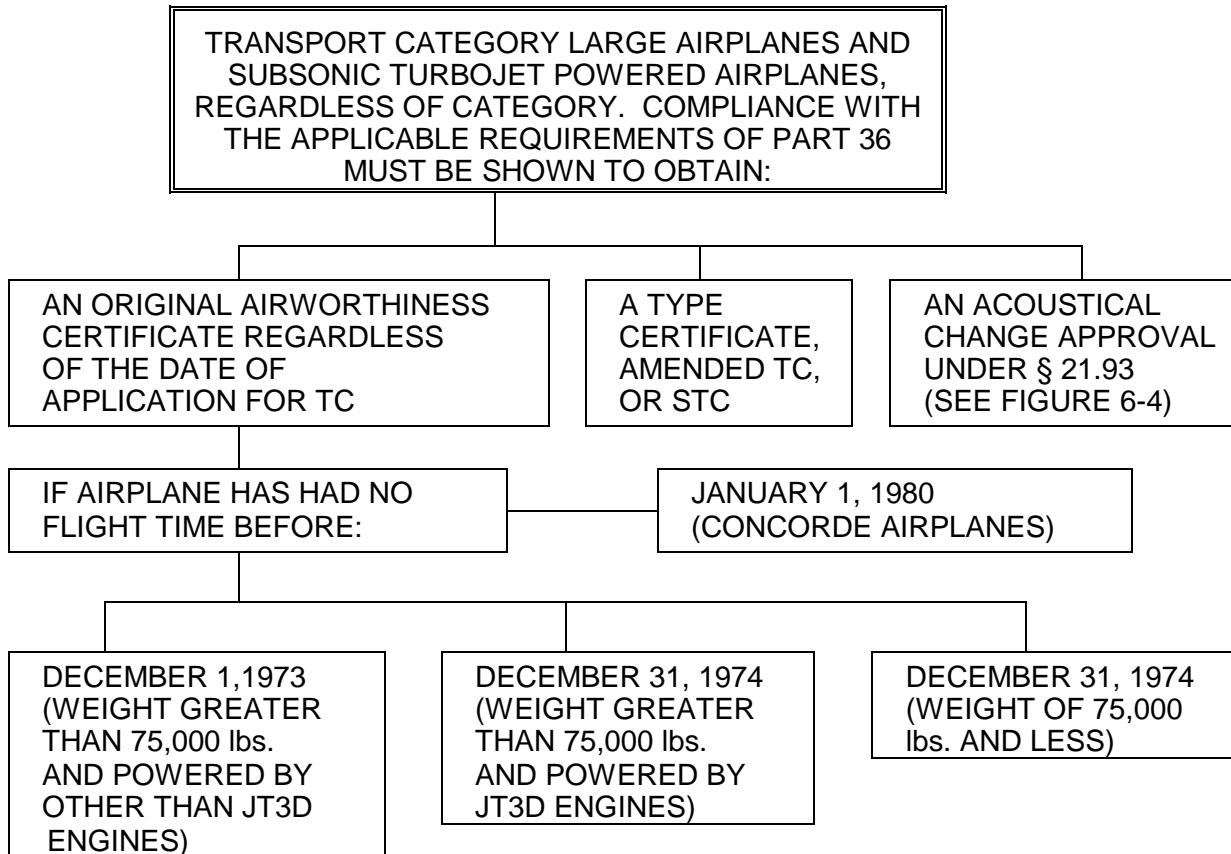 TRANSPORT CATEGORY LARGE AIRPLANES AND
SUBSONIC TURBOJET POWERED AIRPLANES,
REGARDLESS OF CATEGORY. COMPLIANCE WITH
THE APPLICABLE REQUIREMENTS OF PART 36
MUST BE SHOWN TO OBTAIN:
AN ORIGINAL AIRWORTHINESS
CERTIFICATE REGARDLESS
OF THE DATE OF
APPLICATION FOR TC
A TYPE
CERTIFICATE,
AMENDED TC,
OR STC
AN ACOUSTICAL
CHANGE APPROVAL
UNDER § 21.93
(SEE FIGURE 6-4)
IF AIRPLANE HAS HAD NO
FLIGHT TIME BEFORE:
JANUARY 1, 1980
(CONCORDE AIRPLANES)
DECEMBER 1,1973
(WEIGHT GREATER
THAN 75,000 lbs.
AND POWERED BY
OTHER THAN JT3D
ENGINES)
DECEMBER 31, 1974
(WEIGHT GREATER
THAN 75,000 lbs.
AND POWERED BY
JT3D ENGINES)
DECEMBER 31, 1974
(WEIGHT OF 75,000
lbs. AND LESS)